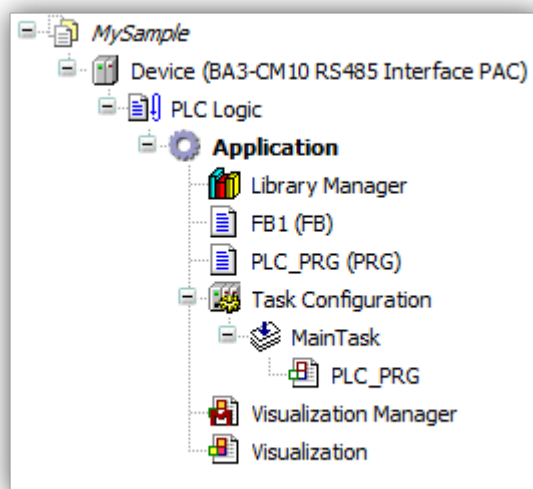 MySample
Device (BA3-CM10 RS485 Interface PAC)
PLC Logic
Application
Library Manager
FB1 (FB)
PLC_PRG (PRG)
Task Configuration
MainTask
PLC_PRG
Visualization Manager
Visualization